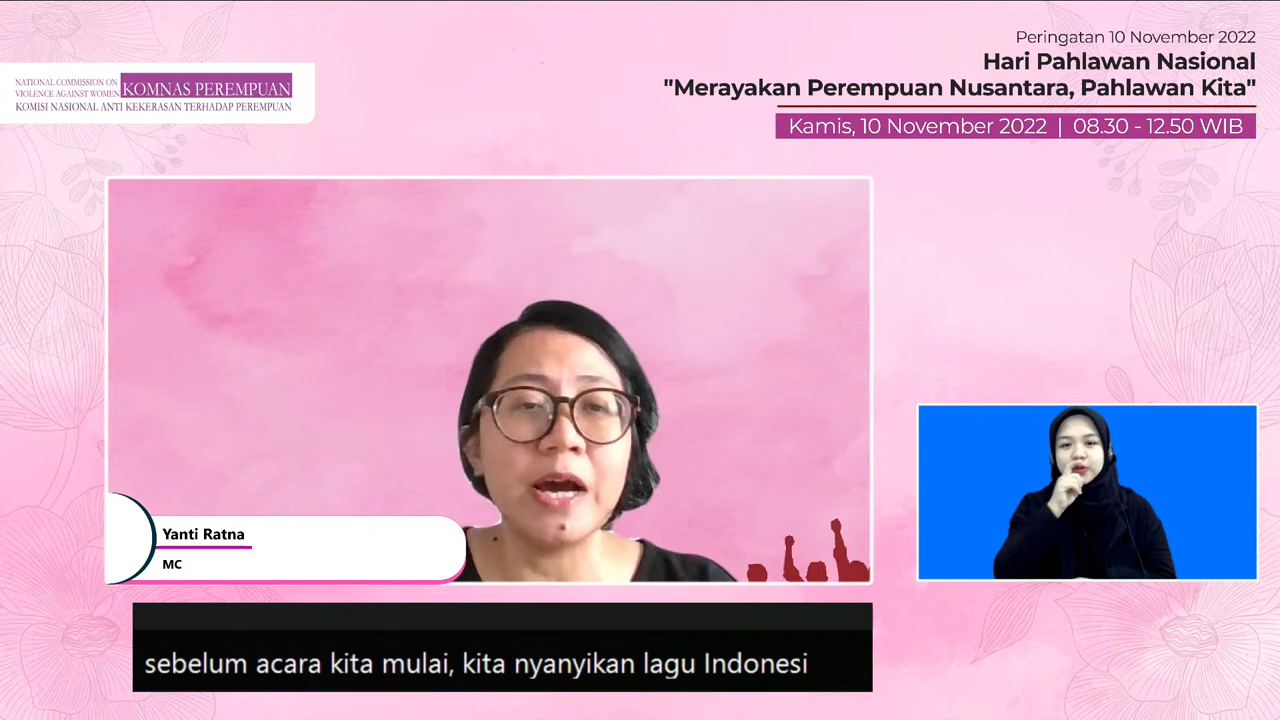 NATIONAL COMMISSION ON
VIOLENCE AGAINST WOMEN
KOMNAS PEREMPUAN
KOMISI NASIONAL ANTI KEKERASAN TERHADAP PEREMPUAN
Peringatan 10 November 2022
Hari Pahlawan Nasional
"Merayakan Perempuan Nusantara, Pahlawan Kita"
Kamis, 10 November 2022 | 08.30 - 12.50 WIB
Yanti Ratna
MC
sebelum acara kita mulai, kita nyanyikan lagu Indonesi